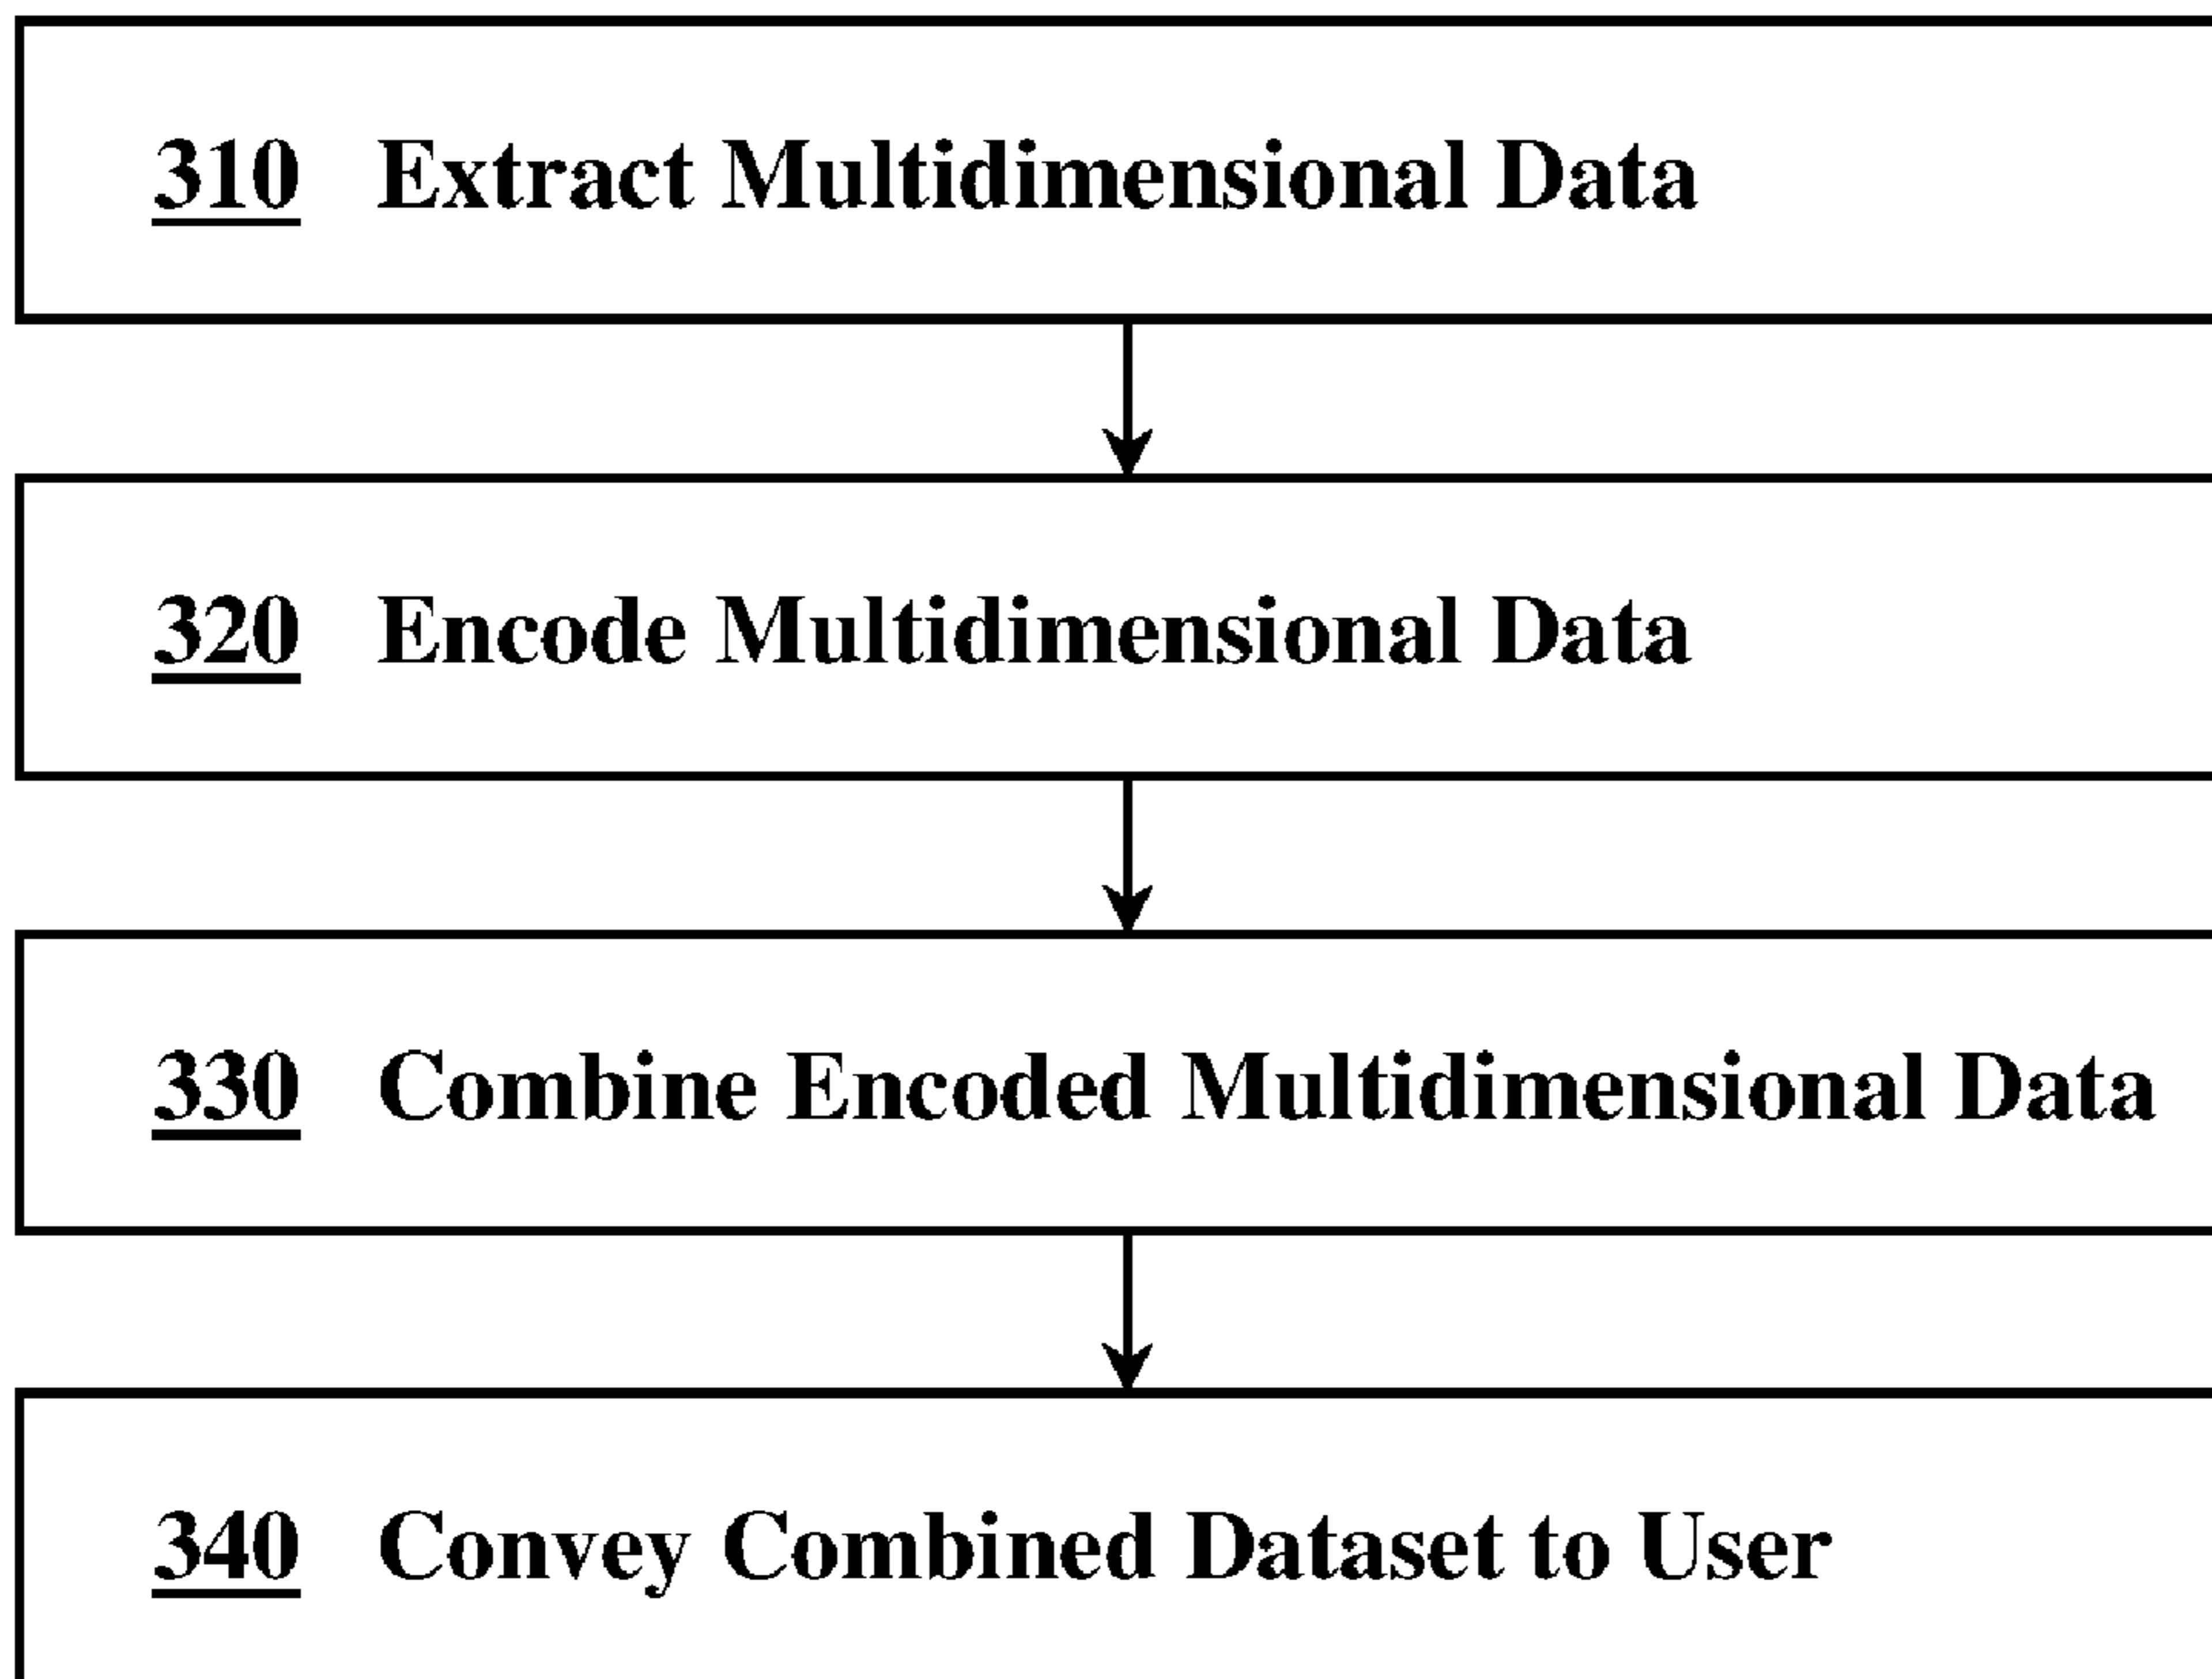 310 Extract Multidimensional Data
320 Encode Multidimensional Data
330 Combine Encoded Multidimensional Data
340 Convey Combined Dataset to User